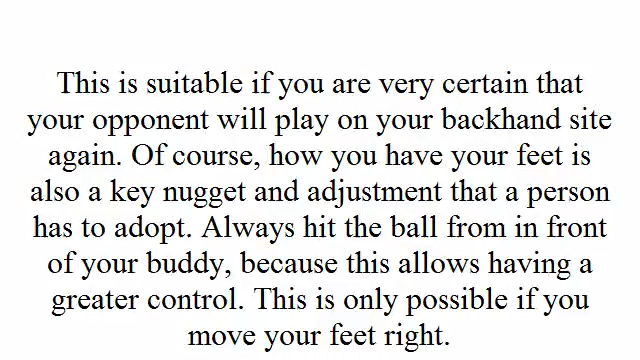 This is suitable if you are very certain that
your opponent will play on your backhand site
again. Of course, how you have your feet is
also a key nugget and adjustment that a person
has to adopt. Always hit the ball from in front
of your buddy, because this allows having a
greater control. This is only possible if you
move your feet right.